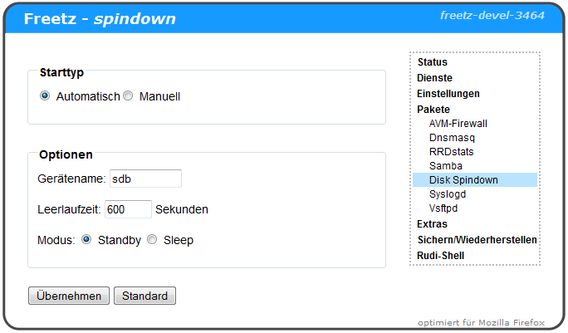 Freetz - spindown
freetz-devel-3464
Starttyp
Automatisch Manuell
Optionen
Gerätename: sdb
Leerlaufzeit: 600 Sekunden
Modus: Standby Sleep
Übernehmen Standard
Status
Dienste
Einstellungen
Pakete
AVM-Firewall
Dnsmasq
RRDstats
Samba
Disk Spindown
Syslogd
Vsftpd
Extras
Sichern/Wiederherstellen
Rudi-Shell
optimiert für Mozilla Firefox